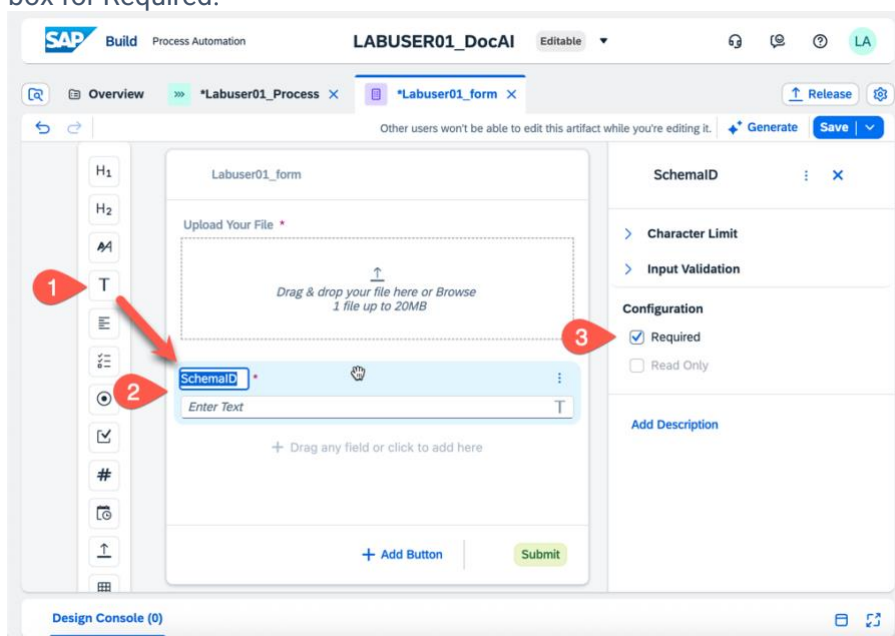 box for Required.
SAP Build Process Automation LABUSER01_DocAI Editable LA
Overview *Labuser01_Process *Labuser01_form Release
Other users won't be able to edit this artifact while you're editing it. Generate Save
H1
H2
AA
T
#
Labuser01_form
Upload Your File *
Drag & drop your file here or Browse
1 file up to 20MB
1
2
SchemaID *
Enter Text T
+ Drag any field or click to add here
+ Add Button Submit
SchemaID
Character Limit
Input Validation
Configuration
3
Required
Read Only
Add Description
Design Console (0)